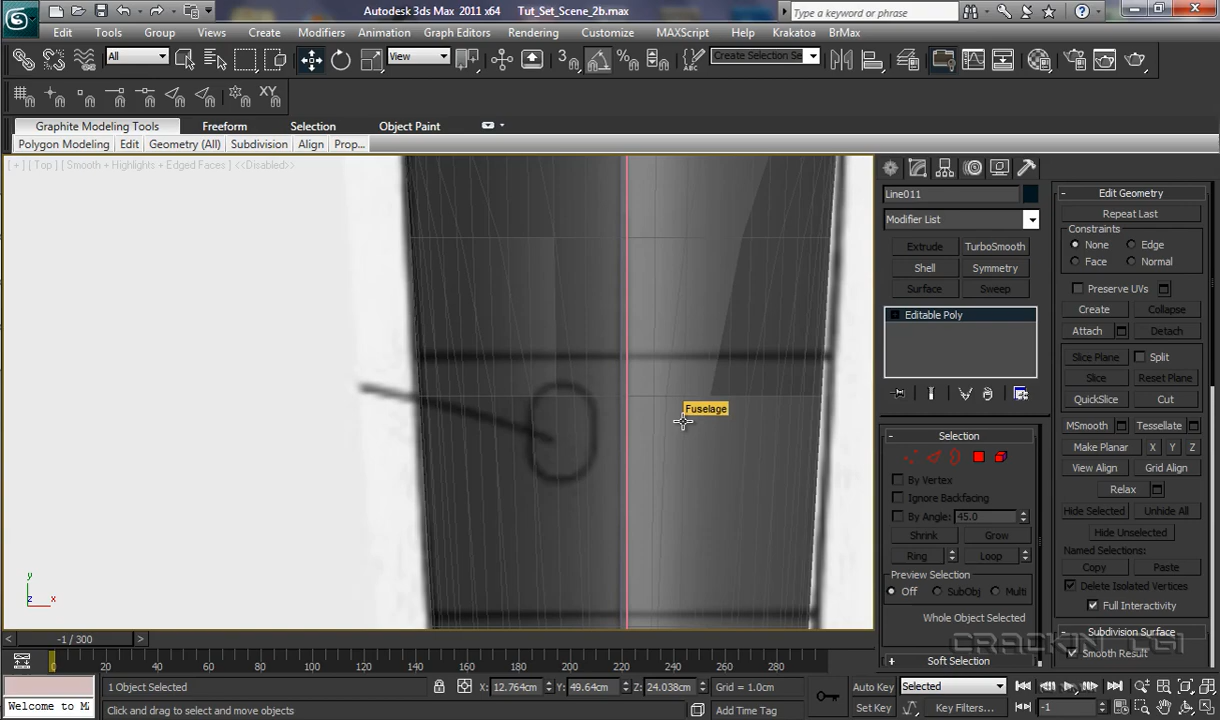 Autodesk 3ds Max 2011 x64 Tut_Set_Scene_2b.max
Type a keyword or phrase
Edit Tools Group Views Create Modifiers Animation Graph Editors Rendering Customize MAXScript Help Krakatoa BrMax
All View Create Selection Se
Graphite Modeling Tools Freeform Selection Object Paint
Polygon Modeling Edit Geometry (All) Subdivision Align Prop...
[ + ] [ Top ] [ Smooth + Highlights + Edged Faces ] <<Disabled>>
Fuselage
y
z x
Line011
Modifier List
Extrude TurboSmooth
Shell Symmetry
Surface Sweep
Editable Poly
- Selection
By Vertex
Ignore Backfacing
By Angle: 45.0
Shrink Grow
Ring Loop
Preview Selection
Off SubObj Multi
Whole Object Selected
+ Soft Selection
- Edit Geometry
Repeat Last
Constraints
None Edge
Face Normal
Preserve UVs
Create Collapse
Attach Detach
Slice Plane Split
Slice Reset Plane
QuickSlice Cut
MSmooth Tessellate
Make Planar X Y Z
View Align Grid Align
Relax
Hide Selected Unhide All
Hide Unselected
Named Selections:
Copy Paste
Delete Isolated Vertices
Full Interactivity
- Subdivision Surface
Smooth Result
CRACKIN CGI
< -1 / 300 >
0 20 40 60 80 100 120 140 160 180 200 220 240 260 280
1 Object Selected X: 12.764cm Y: 49.64cm Z: 24.038cm Grid = 1.0cm Auto Key Selected
Welcome to M Click and drag to select and move objects Add Time Tag Set Key Key Filters... -1